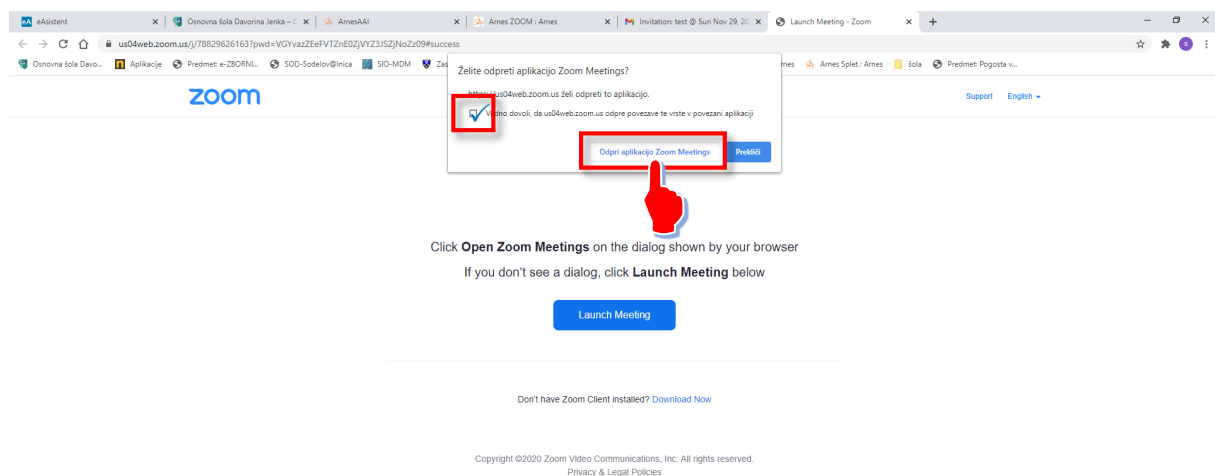 eA eAsistent
Osnovna šola Davorina Jenka – C
ArnesAAI
Arnes ZOOM : Arnes
Invitation: test @ Sun Nov 29, 20
Launch Meeting - Zoom
us04web.zoom.us/j/78829626163?pwd=VGYvazZEeFVTZnE0ZjVYZ3JSZjNoZz09#success
s
Osnovna šola Davo...
Aplikacije
Predmet: e-ZBORNI...
SOD-Sodelov@lnica
SIO-MDM
Zas
rnes
Arnes Splet : Arnes
šola
Predmet: Pogosta v...
zoom
Support
English
Želite odpreti aplikacijo Zoom Meetings?
https://us04web.zoom.us želi odpreti to aplikacijo.
Vedno dovoli, da us04web.zoom.us odpre povezave te vrste v povezani aplikaciji
Odpri aplikacijo Zoom Meetings
Prekliči
Click Open Zoom Meetings on the dialog shown by your browser
If you don't see a dialog, click Launch Meeting below
Launch Meeting
Don't have Zoom Client installed? Download Now
Copyright ©2020 Zoom Video Communications, Inc. All rights reserved.
Privacy & Legal Policies